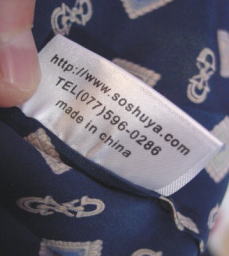 http://www.soshuya.com
TEL(077)596-0286
made in china